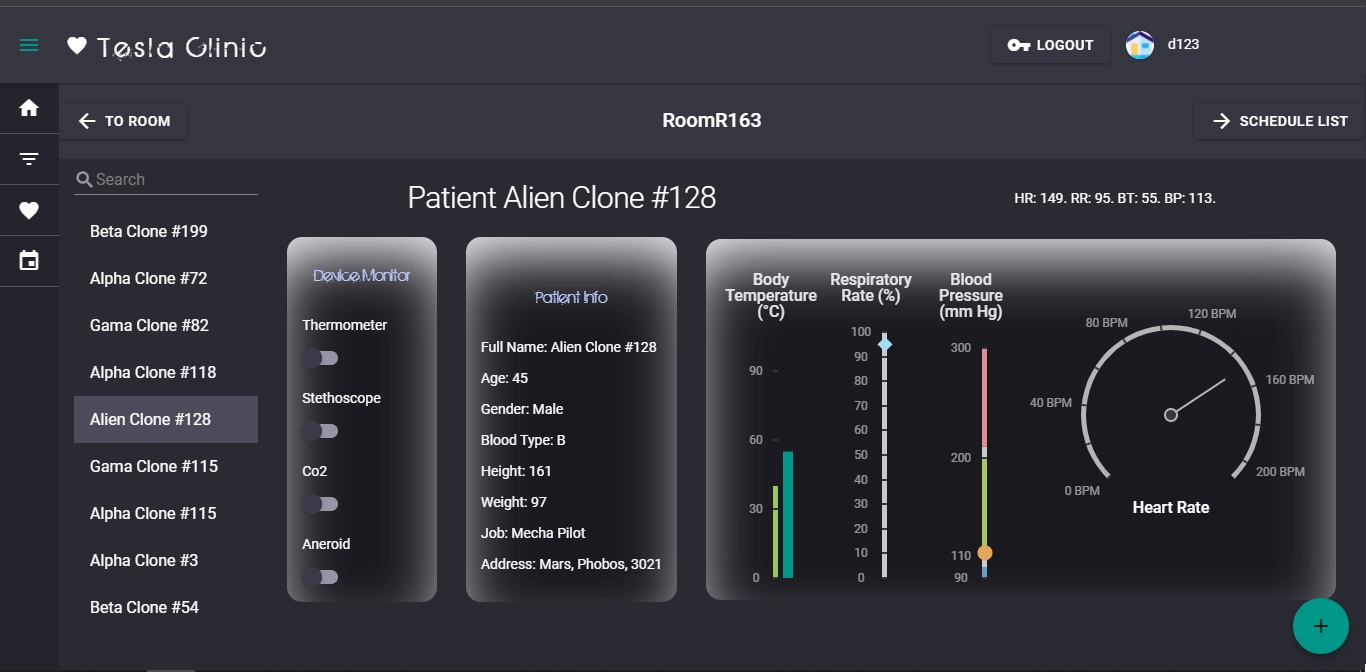 Tesla Clinic
LOGOUT
d123
TO ROOM
RoomR163
SCHEDULE LIST
Search
Beta Clone #199
Alpha Clone #72
Gama Clone #82
Alpha Clone #118
Alien Clone #128
Gama Clone #115
Alpha Clone #115
Alpha Clone #3
Beta Clone #54
Patient Alien Clone #128
HR: 149. RR: 95. BT: 55. BP: 113.
Device Monitor
Thermometer
Stethoscope
Co2
Aneroid
Patient Info
Full Name: Alien Clone #128
Age: 45
Gender: Male
Blood Type: B
Height: 161
Weight: 97
Job: Mecha Pilot
Address: Mars, Phobos, 3021
Body
Temperature
(°C)
90
60
30
0
Respiratory
Rate (%)
100
90
80
70
60
50
40
30
20
10
0
Blood
Pressure
(mm Hg)
300
200
110
90
0 BPM
40 BPM
80 BPM
120 BPM
160 BPM
200 BPM
Heart Rate